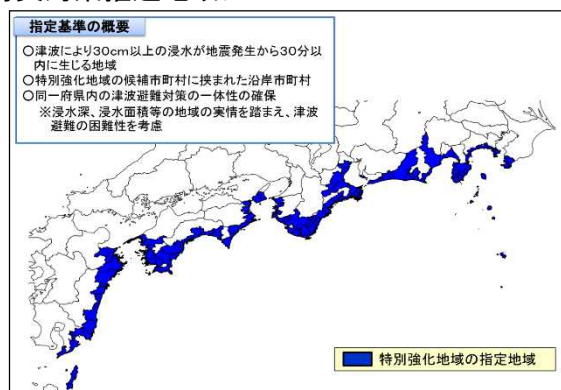 指定基準の概要
○津波により30cm以上の浸水が地震発生から30分以
内に生じる地域
○特別強化地域の候補市町村に挟まれた沿岸市町村
○同一府県内の津波避難対策の一体性の確保
※浸水深、浸水面積等の地域の実情を踏まえ、津波
避難の困難性を考慮
特別強化地域の指定地域